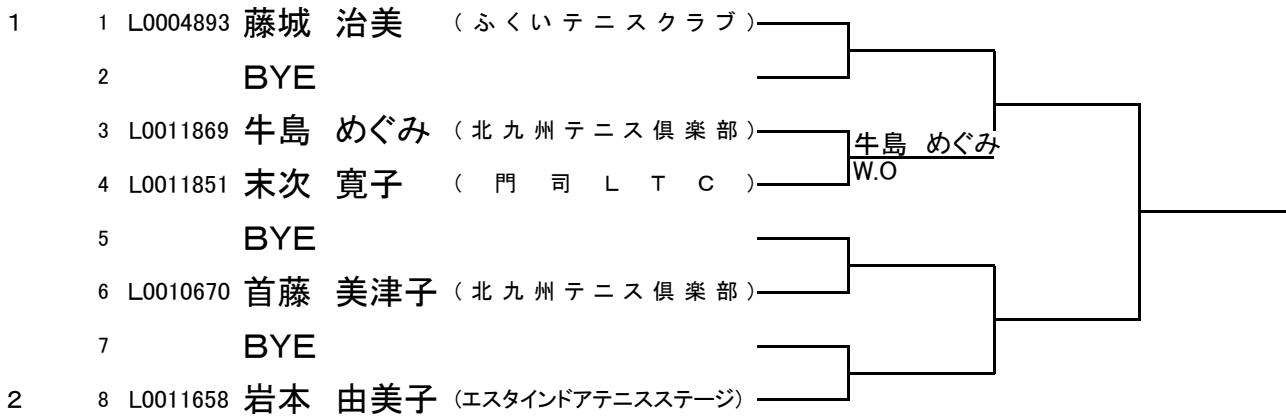 1 1 L0004893 藤城 治美 (ふくいテニスクラブ)
2 BYE
3 L0011869 牛島 めぐみ (北九州テニス倶楽部)
牛島 めぐみ
W.O
4 L0011851 末次 寛子 (門司LTC)
5 BYE
6 L0010670 首藤 美津子 (北九州テニス倶楽部)
7 BYE
2 8 L0011658 岩本 由美子 (エスタインドアテニスステージ)